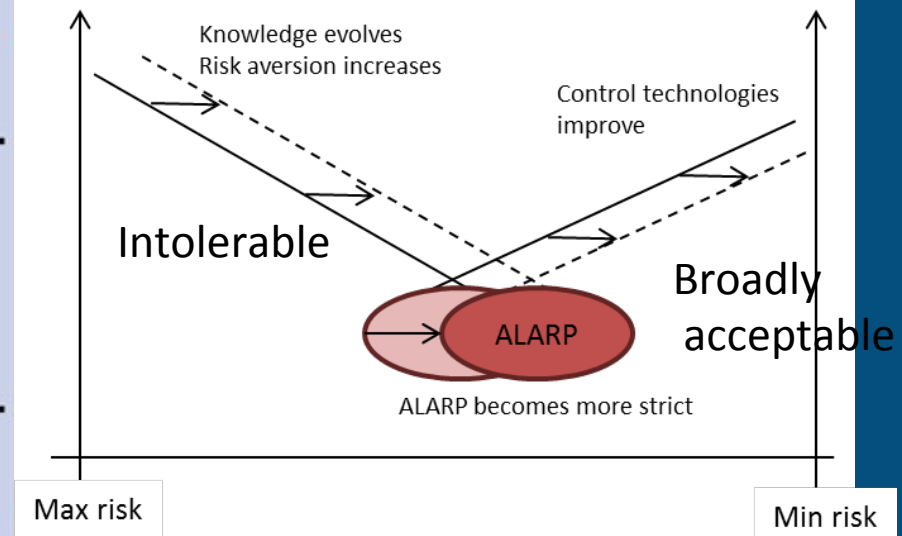 Knowledge evolves
Risk aversion increases
Control technologies
improve
Intolerable
Broadly
acceptable
ALARP
ALARP becomes more strict
Max risk
Min risk